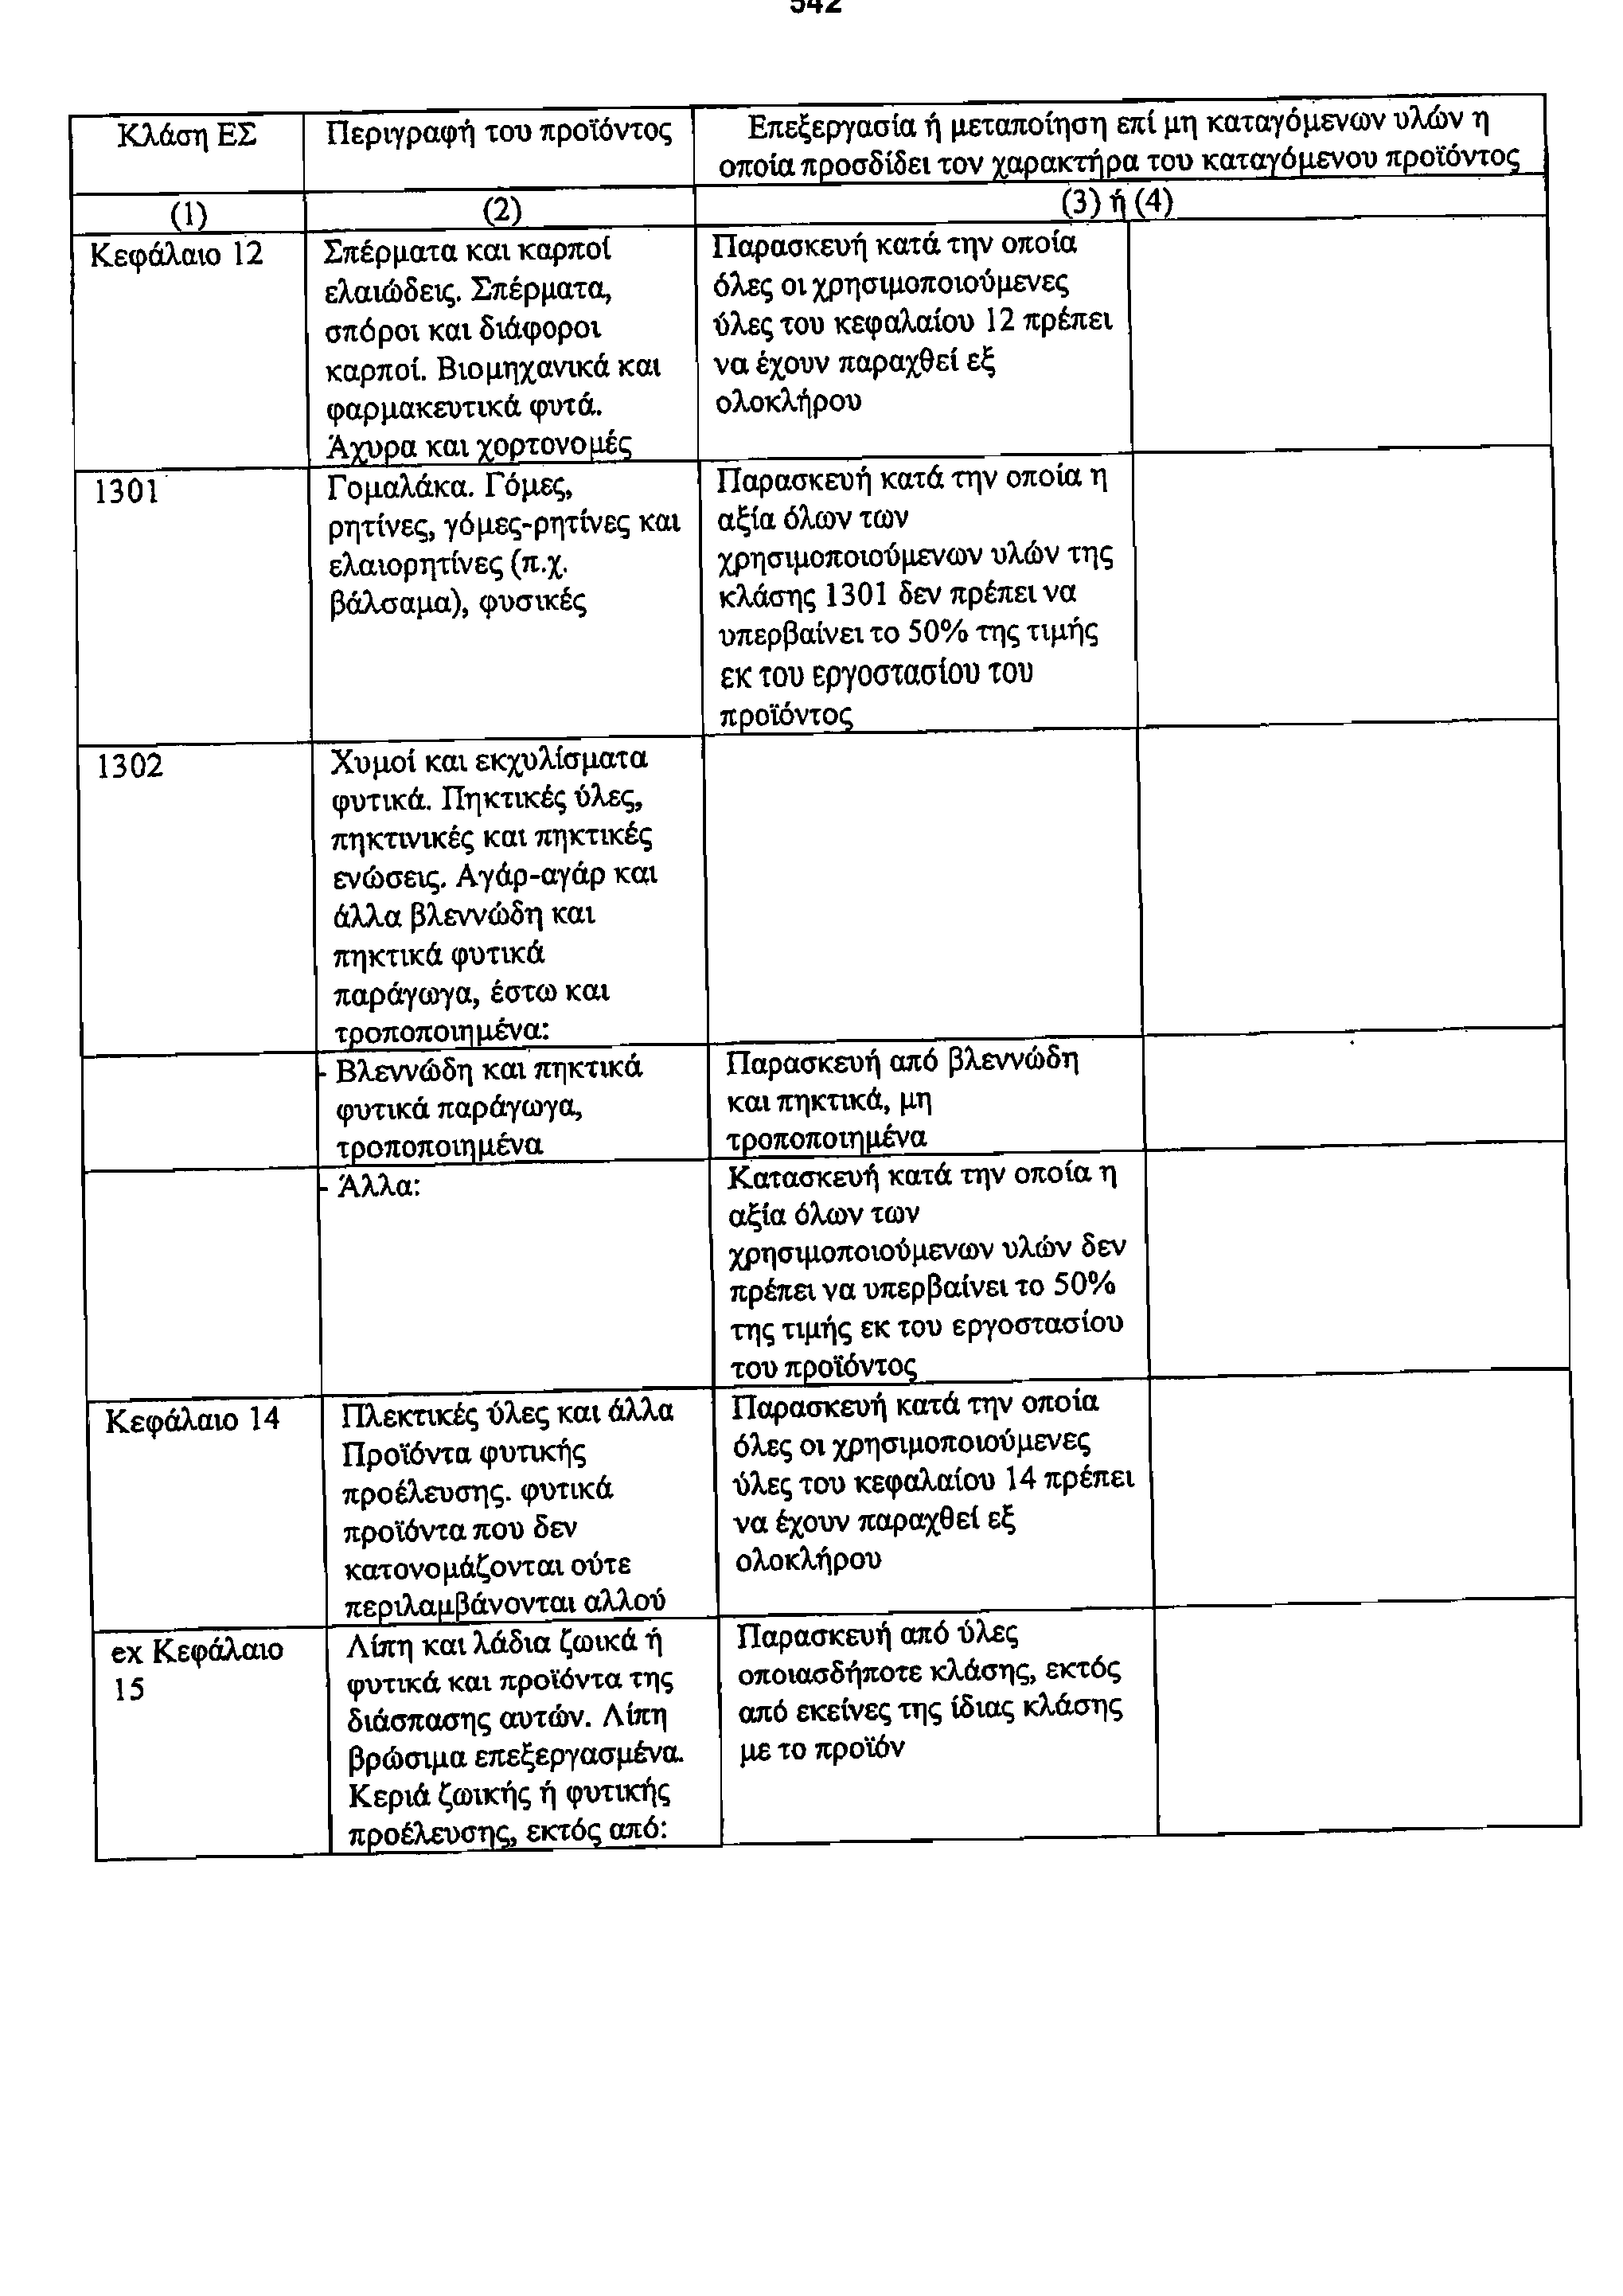 542
Κλάση ΕΣ
Περιγραφή του προϊόντος
Επεξεργασία ή μεταποίηση επί μη καταγόμενων υλών η
οποία προσδίδει τον χαρακτήρα του καταγόμενου προϊόντος
(1)
(2)
(3) ή (4)
Κεφάλαιο 12
Σπέρματα και καρποί
ελαιώδεις. Σπέρματα,
σπόροι και διάφοροι
καρποί. Βιομηχανικά και
φαρμακευτικά φυτά.
Άχυρα και χορτονομές
Παρασκευή κατά την οποία
όλες οι χρησιμοποιούμενες
ύλες του κεφαλαίου 12 πρέπει
να έχουν παραχθεί εξ
ολοκλήρου
1301
Γομαλάκα. Γόμες,
ρητίνες, γόμες-ρητίνες και
ελαιορητίνες (π.χ.
βάλσαμα), φυσικές
Παρασκευή κατά την οποία η
αξία όλων των
χρησιμοποιούμενων υλών της
κλάσης 1301 δεν πρέπει να
υπερβαίνει το 50% της τιμής
εκ του εργοστασίου του
προϊόντος
1302
Χυμοί και εκχυλίσματα
φυτικά. Πηκτικές ύλες,
πηκτινικές και πηκτικές
ενώσεις. Αγάρ-αγάρ και
άλλα βλεννώδη και
πηκτικά φυτικά
παράγωγα, έστω και
τροποποιημένα:
- Βλεννώδη και πηκτικά
φυτικά παράγωγα,
τροποποιημένα
Παρασκευή από βλεννώδη
και πηκτικά, μη
τροποποιημένα
- Άλλα:
Κατασκευή κατά την οποία η
αξία όλων των
χρησιμοποιούμενων υλών δεν
πρέπει να υπερβαίνει το 50%
της τιμής εκ του εργοστασίου
του προϊόντος
Κεφάλαιο 14
Πλεκτικές ύλες και άλλα
Προϊόντα φυτικής
προέλευσης. φυτικά
προϊόντα που δεν
κατονομάζονται ούτε
περιλαμβάνονται αλλού
Παρασκευή κατά την οποία
όλες οι χρησιμοποιούμενες
ύλες του κεφαλαίου 14 πρέπει
να έχουν παραχθεί εξ
ολοκλήρου
ex Κεφάλαιο
15
Λίπη και λάδια ζωικά ή
φυτικά και προϊόντα της
διάσπασης αυτών. Λίπη
βρώσιμα επεξεργασμένα.
Κεριά ζωικής ή φυτικής
προέλευσης, εκτός από:
Παρασκευή από ύλες
οποιασδήποτε κλάσης, εκτός
από εκείνες της ίδιας κλάσης
με το προϊόν